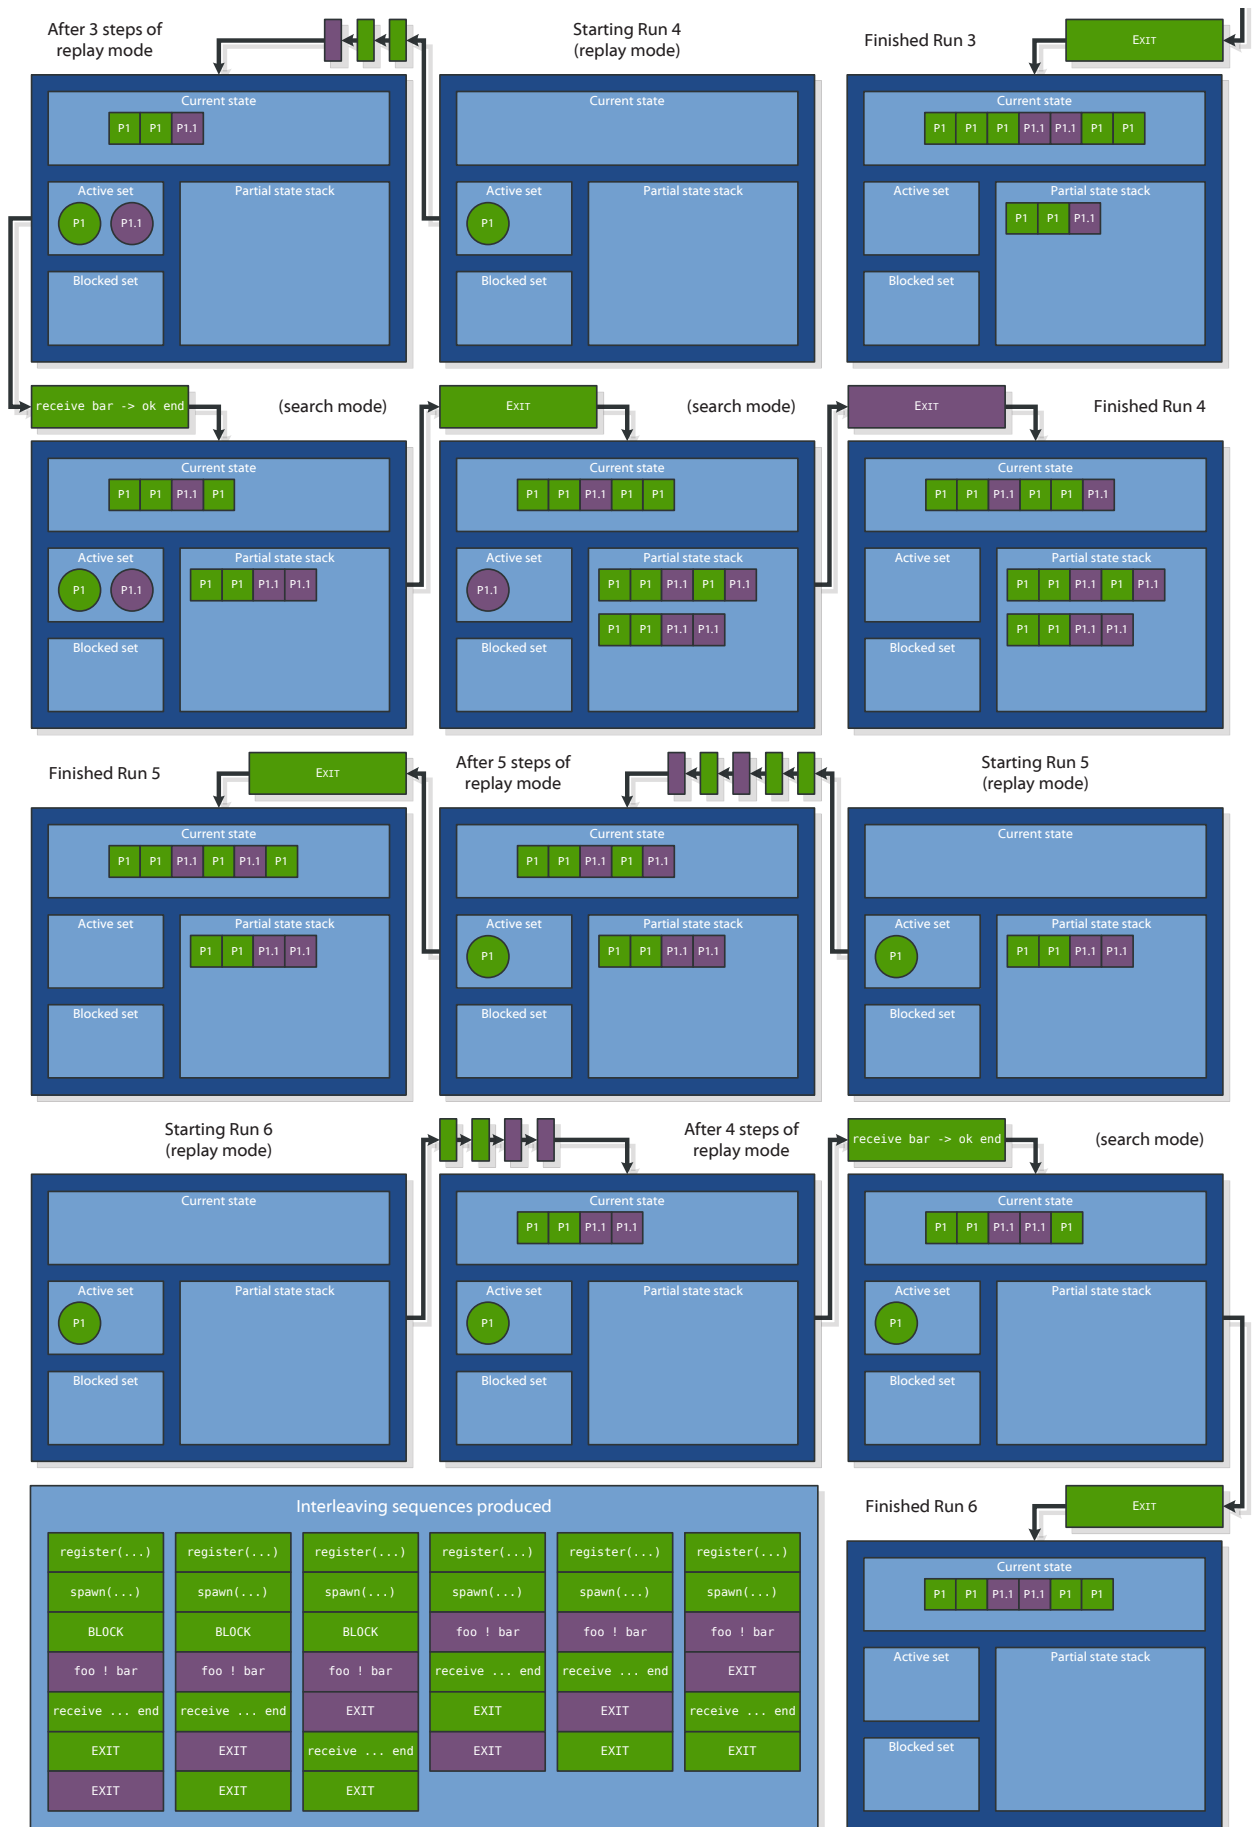 After 3 steps of
replay mode
Starting Run 4
(replay mode)
Finished Run 3
EXIT
Current state
P1 P1 P1.1
Active set
P1 P1.1
Partial state stack
Blocked set
Current state
Active set
P1
Partial state stack
Blocked set
Current state
P1 P1 P1 P1.1 P1.1 P1 P1
Active set
Partial state stack
P1 P1 P1.1
Blocked set
receive bar -> ok end
(search mode)
EXIT
(search mode)
EXIT
Finished Run 4
Current state
P1 P1 P1.1 P1
Active set
P1 P1.1
Partial state stack
P1 P1 P1.1 P1.1
Blocked set
Current state
P1 P1 P1.1 P1 P1
Active set
P1.1
Partial state stack
P1 P1 P1.1 P1 P1.1
P1 P1 P1.1 P1.1
Blocked set
Current state
P1 P1 P1.1 P1 P1 P1.1
Active set
Partial state stack
P1 P1 P1.1 P1 P1.1
P1 P1 P1.1 P1.1
Blocked set
Finished Run 5
EXIT
After 5 steps of
replay mode
Starting Run 5
(replay mode)
Current state
P1 P1 P1.1 P1 P1.1 P1
Active set
Partial state stack
P1 P1 P1.1 P1.1
Blocked set
Current state
P1 P1 P1.1 P1 P1.1
Active set
P1
Partial state stack
P1 P1 P1.1 P1.1
Blocked set
Current state
Active set
P1
Partial state stack
P1 P1 P1.1 P1.1
Blocked set
Starting Run 6
(replay mode)
After 4 steps of
replay mode
receive bar -> ok end
(search mode)
Current state
Active set
P1
Partial state stack
Blocked set
Current state
P1 P1 P1.1 P1.1
Active set
P1
Partial state stack
Blocked set
Current state
P1 P1 P1.1 P1.1 P1
Active set
P1
Partial state stack
Blocked set
Interleaving sequences produced
register(...) register(...) register(...) register(...) register(...) register(...)
spawn(...) spawn(...) spawn(...) spawn(...) spawn(...) spawn(...)
BLOCK BLOCK BLOCK foo ! bar foo ! bar foo ! bar
foo ! bar foo ! bar foo ! bar receive ... end receive ... end EXIT
receive ... end receive ... end EXIT EXIT EXIT receive ... end
EXIT EXIT receive ... end EXIT EXIT EXIT
EXIT EXIT EXIT
Finished Run 6
EXIT
Current state
P1 P1 P1.1 P1.1 P1 P1
Active set
Partial state stack
Blocked set